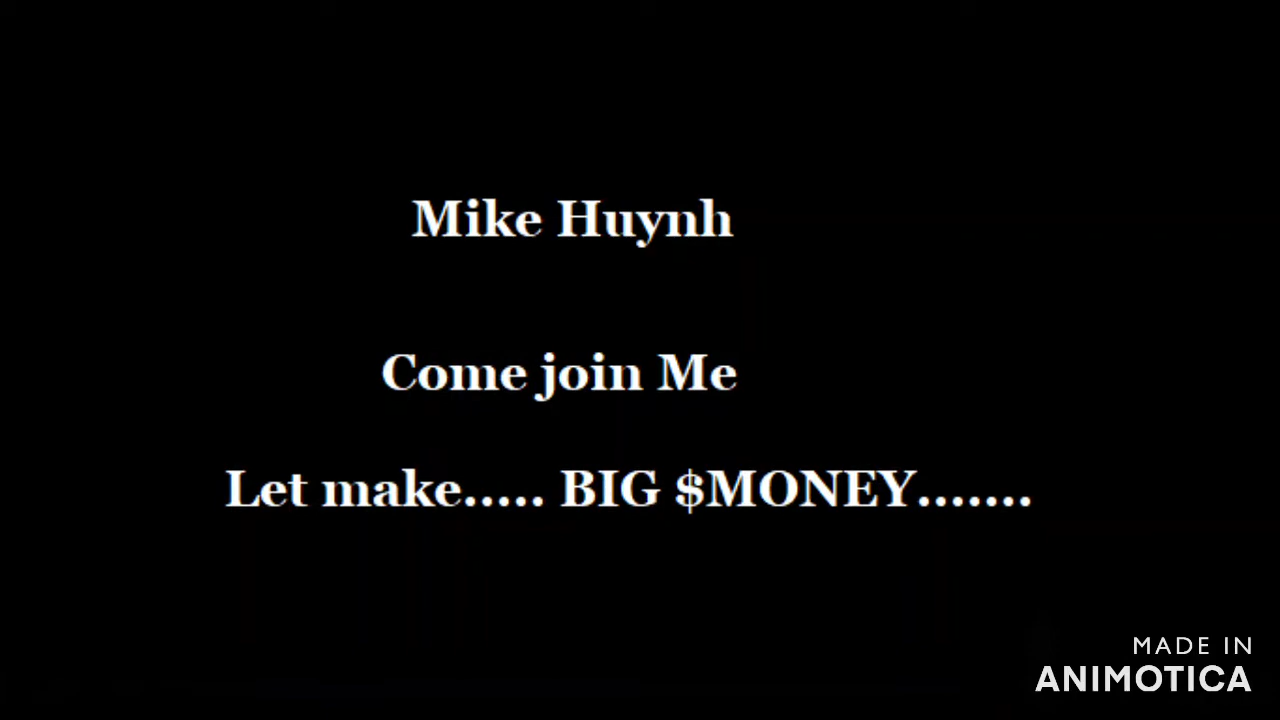 Mike Huynh
Come join Me
Let make..... BIG $MONEY.......
MADE IN
ANIMOTICA